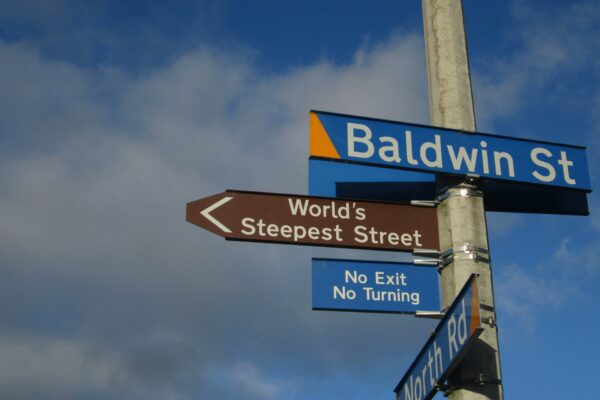 Baldwin St
World's
Steepest Street
No Exit
No Turning
North Rd